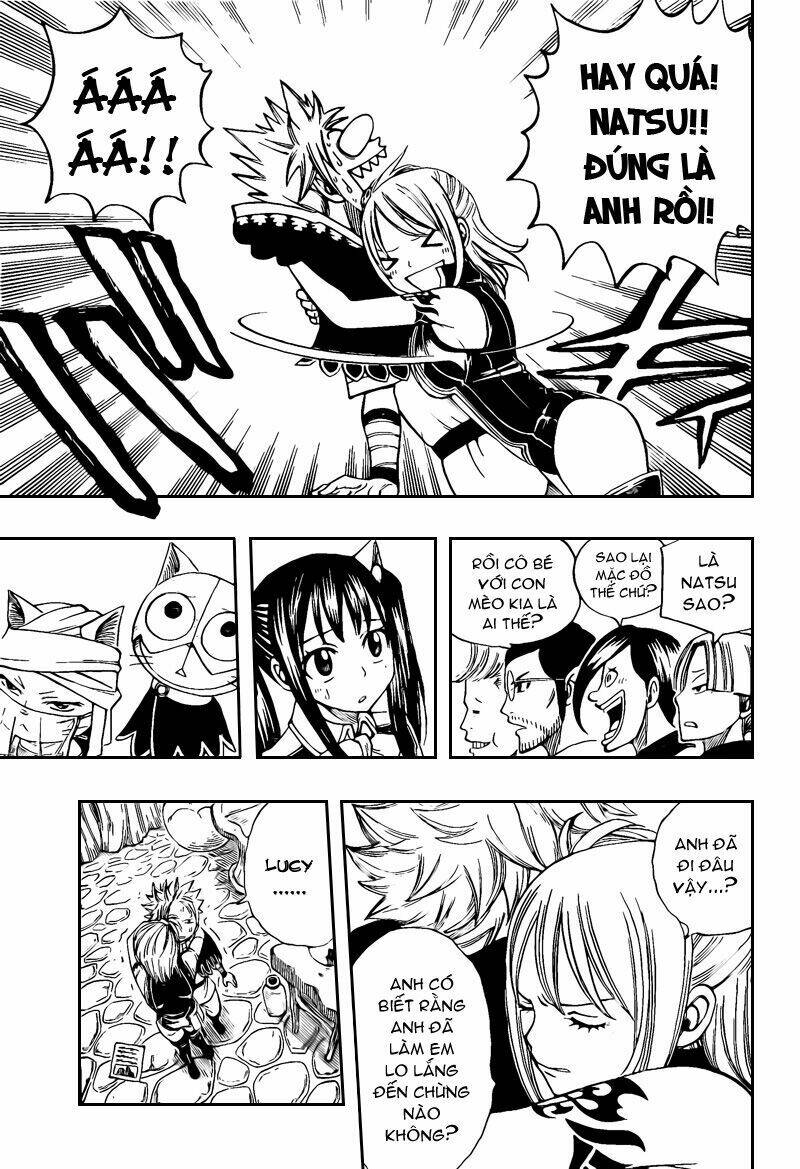 HAY QUÁ!
NATSU!!
ĐÚNG LÀ
ANH RỒI!
ÁÁÁ
ÁÁ!!
LÀ
NATSU
SAO?
SAO LẠI
MẶC ĐỒ
THẾ CHỨ?
RỒI CÔ BÉ
VỚI CON
MÈO KIA LÀ
AI THẾ?
ANH ĐÃ
ĐI ĐÂU
VẬY...?
ANH CÓ
BIẾT RẰNG
ANH ĐÃ
LÀM EM
LO LẮNG
ĐẾN CHỪNG
NÀO
KHÔNG?
LUCY
......